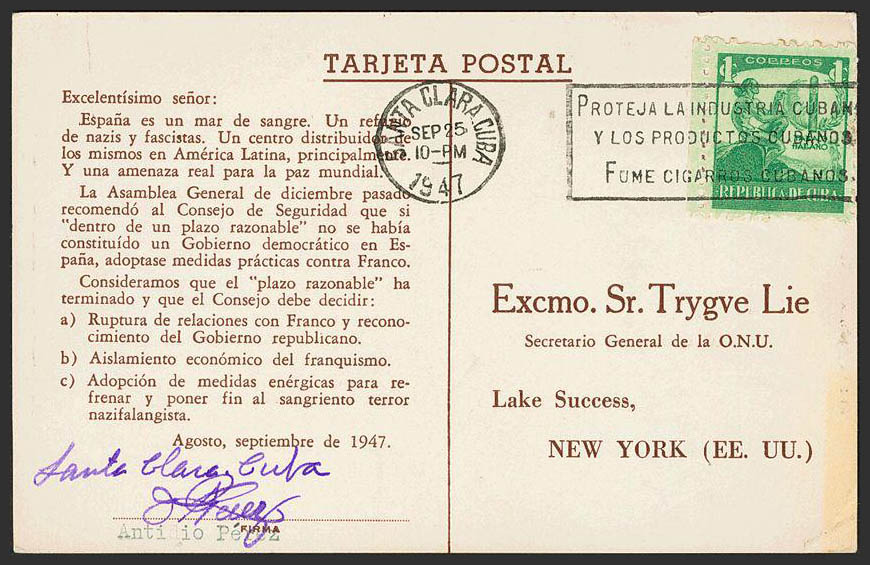 TARJETA POSTAL
Excelentísimo señor:
España es un mar de sangre. Un refugio
de nazis y fascistas. Un centro distribuidor de
los mismos en América Latina, principalmente.
Y una amenaza real para la paz mundial.
La Asamblea General de diciembre pasado
recomendó al Consejo de Seguridad que si
"dentro de un plazo razonable" no se había
constituído un Gobierno democrático en Es-
paña, adoptase medidas prácticas contra Franco.
Consideramos que el "plazo razonable" ha
terminado y que el Consejo debe decidir:
a) Ruptura de relaciones con Franco y recono-
cimiento del Gobierno republicano.
b) Aislamiento económico del franquismo.
c) Adopción de medidas enérgicas para re-
frenar y poner fin al sangriento terror
nazifalangista.
Agosto, septiembre de 1947.
Santa Clara, Cuba
FIRMA
Pérez
SANTA CLARA, CUBA
SEP 25
10-PM
1947
PROTEJA LA INDUSTRIA CUBAN
Y LOS PRODUCTOS CUBANOS.
FUME CIGARROS CUBANOS.
1 CORREOS
HABANO
REPUBLICA DE CUBA
Excmo. Sr. Trygve Lie
Secretario General de la O.N.U.
Lake Success,
NEW YORK (EE. UU.)